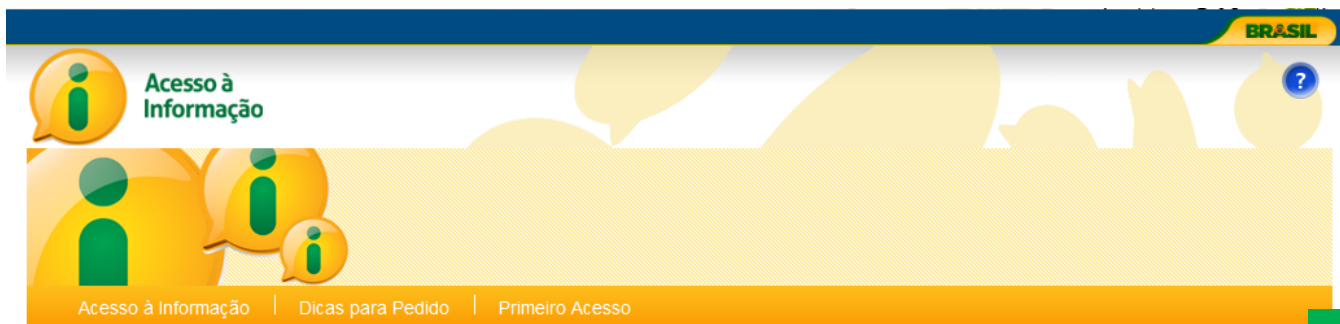 BRASIL
Acesso à
Informação
?
Acesso à Informação | Dicas para Pedido | Primeiro Acesso